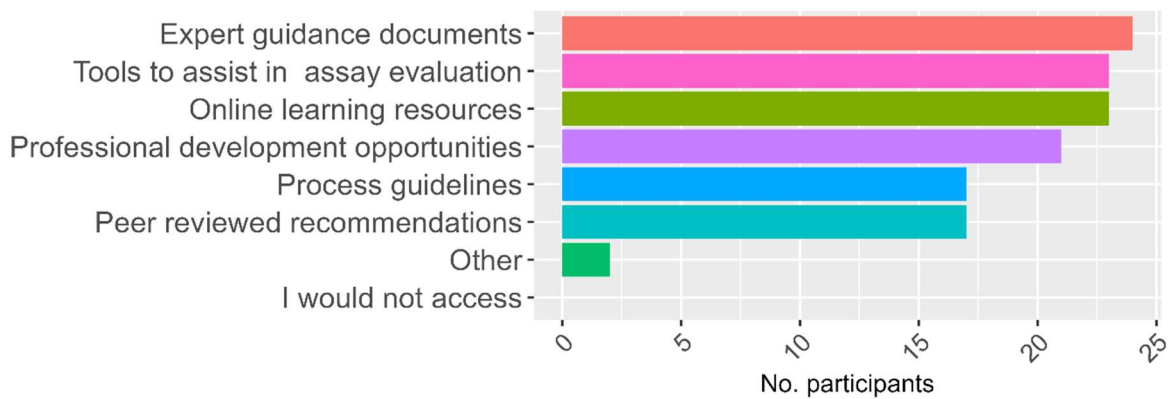 Expert guidance documents
Tools to assist in  assay evaluation
Online learning resources
Professional development opportunities
Process guidelines
Peer reviewed recommendations
Other
I would not access
0 5 10 15 20 25
No. participants